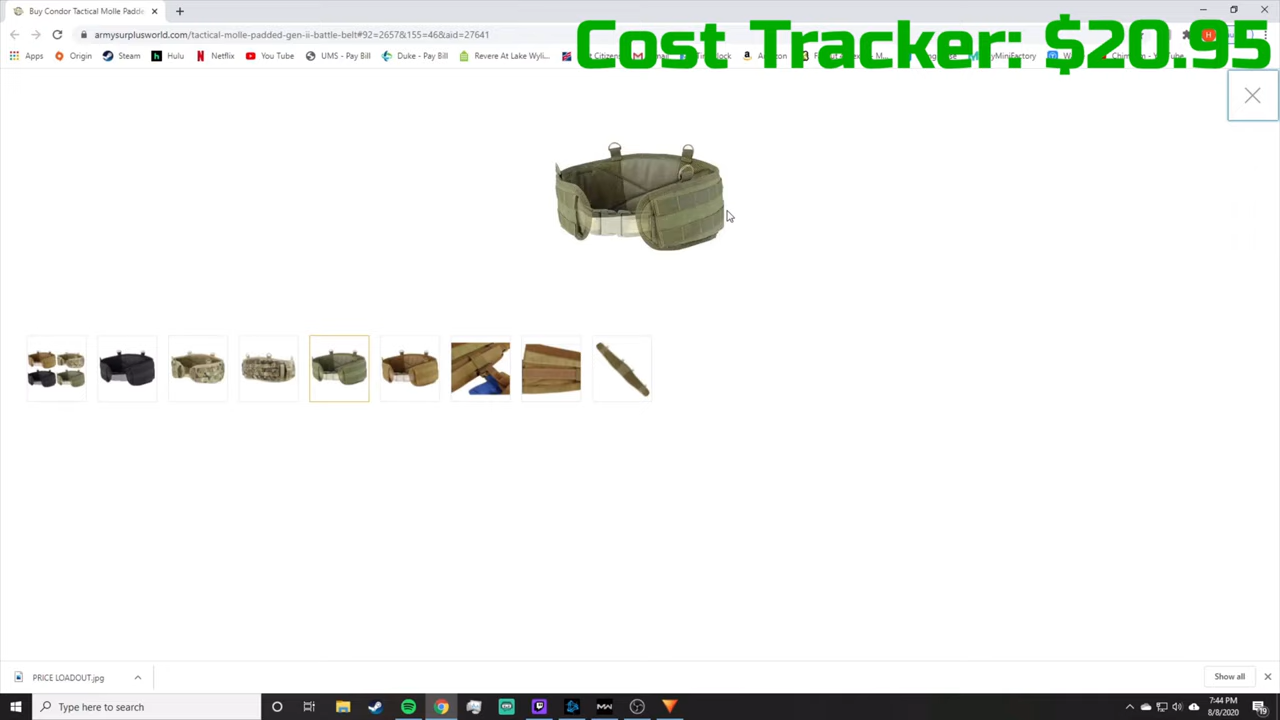 Buy Condor Tactical Molle Padde
Cost Tracker: $20.95
armysurplusworld.com/tactical-molle-padded-gen-ii-battle-belt#92=2657&155=46&aid=27641
Apps
Origin
Steam
Hulu
Netflix
You Tube
UMS - Pay Bill
Duke - Pay Bill
Revere At Lake Wyli...
PRICE LOADOUT.jpg
Show all
Type here to search
7:44 PM
8/8/2020
19